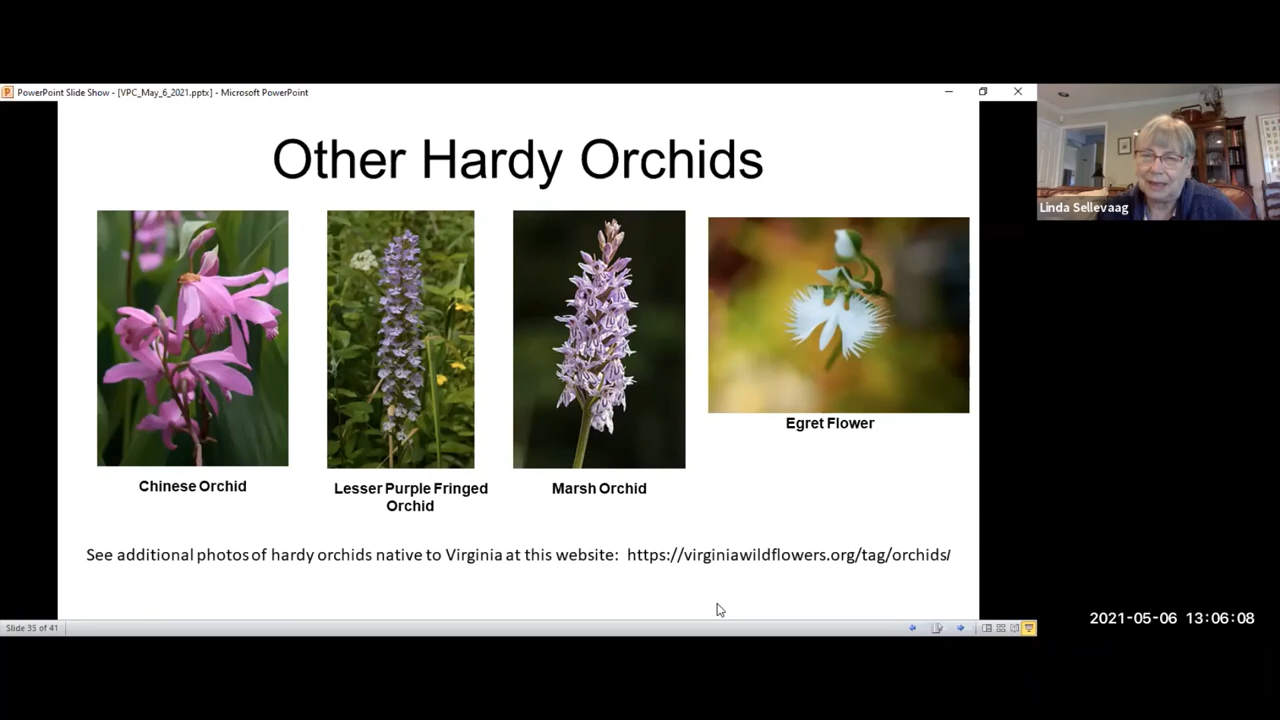 PowerPoint Slide Show - [VPC_May_6_2021.pptx] - Microsoft PowerPoint
Other Hardy Orchids
Linda Sellevaag
Chinese Orchid
Lesser Purple Fringed
Orchid
Marsh Orchid
Egret Flower
See additional photos of hardy orchids native to Virginia at this website: https://virginiawildflowers.org/tag/orchids/
2021-05-06 13:06:08
Slide 35 of 41